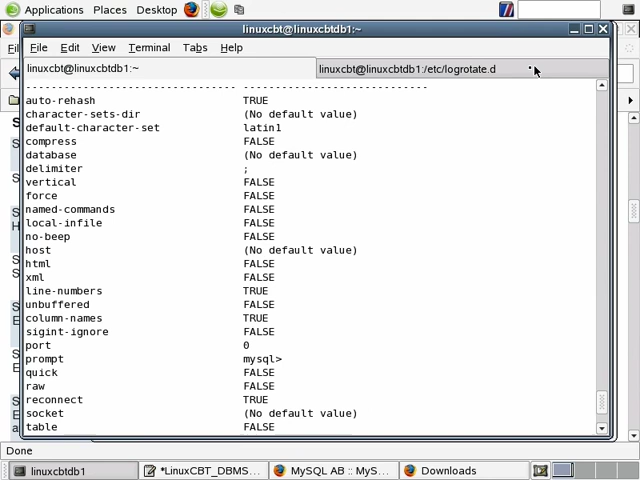 Applications Places Desktop
linuxcbt@linuxcbtdb1:~
File Edit View Terminal Tabs Help
linuxcbt@linuxcbtdb1:~ linuxcbt@linuxcbtdb1:/etc/logrotate.d
--------------------------------- -----------------------------
auto-rehash TRUE
character-sets-dir (No default value)
default-character-set latin1
compress FALSE
database (No default value)
delimiter ;
vertical FALSE
force FALSE
named-commands FALSE
local-infile FALSE
no-beep FALSE
host (No default value)
html FALSE
xml FALSE
line-numbers TRUE
unbuffered FALSE
column-names TRUE
sigint-ignore FALSE
port 0
prompt mysql>
quick FALSE
raw FALSE
reconnect TRUE
socket (No default value)
table FALSE
Done
linuxcbtdb1 *LinuxCBT_DBMS... MySQL AB :: MyS... Downloads